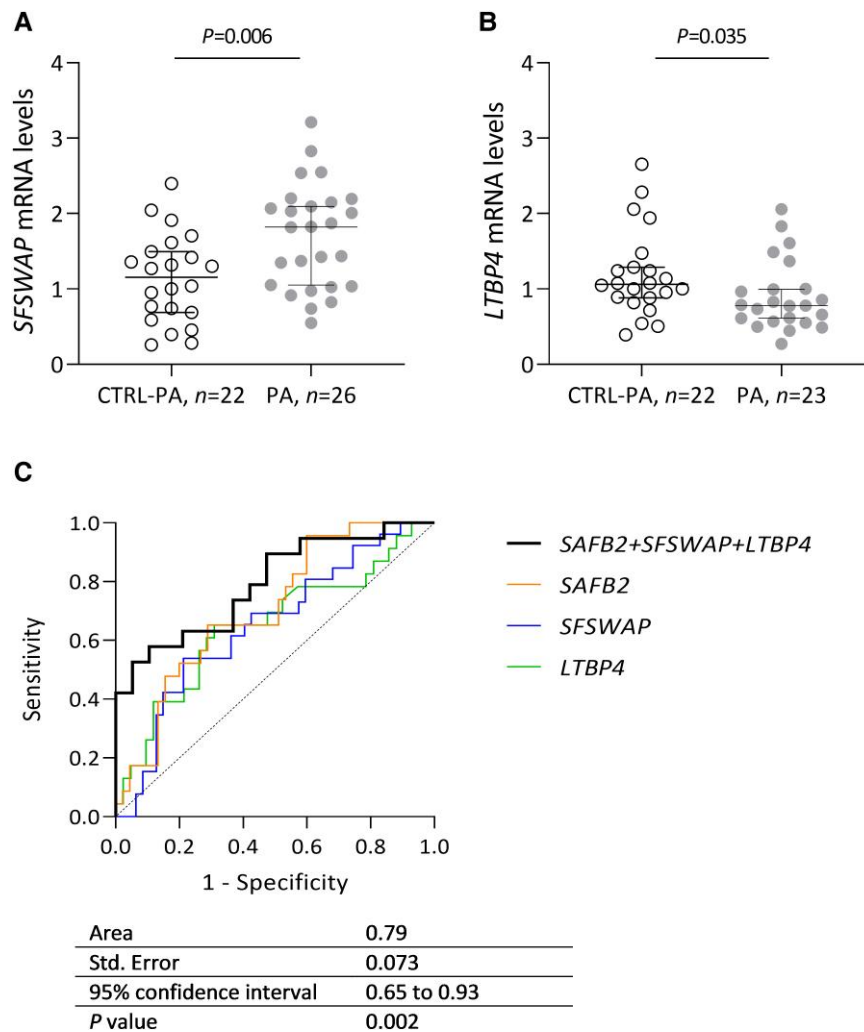 A
P=0.006
SFSWAP mRNA levels
4
3
2
1
0
CTRL-PA, n=22 PA, n=26
B
P=0.035
LTBP4 mRNA levels
4
3
2
1
0
CTRL-PA, n=22 PA, n=23
C
Sensitivity
1.0
0.8
0.6
0.4
0.2
0.0
0.0 0.2 0.4 0.6 0.8 1.0
1 - Specificity
SAFB2+SFSWAP+LTBP4
SAFB2
SFSWAP
LTBP4
Area 0.79
Std. Error 0.073
95% confidence interval 0.65 to 0.93
P value 0.002